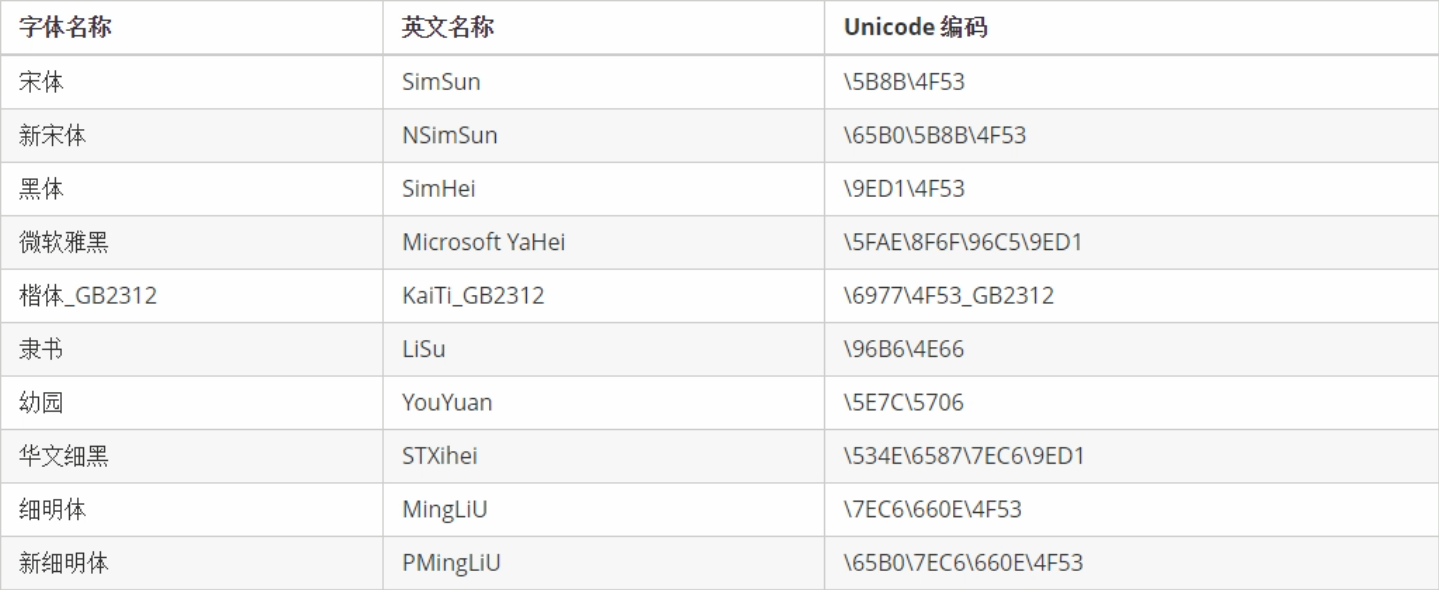 字体名称 英文名称 Unicode 编码
宋体 SimSun \5B8B\4F53
新宋体 NSimSun \65B0\5B8B\4F53
黑体 SimHei \9ED1\4F53
微软雅黑 Microsoft YaHei \5FAE\8F6F\96C5\9ED1
楷体_GB2312 KaiTi_GB2312 \6977\4F53_GB2312
隶书 LiSu \96B6\4E66
幼园 YouYuan \5E7C\5706
华文细黑 STXihei \534E\6587\7EC6\9ED1
细明体 MingLiU \7EC6\660E\4F53
新细明体 PMingLiU \65B0\7EC6\660E\4F53